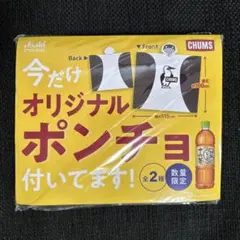 Asahi
CHUMS
Back▶
▼Front
CHUMS
今だけ
オリジナル
ポンチョ
付いてます!
全2種
数量
限定